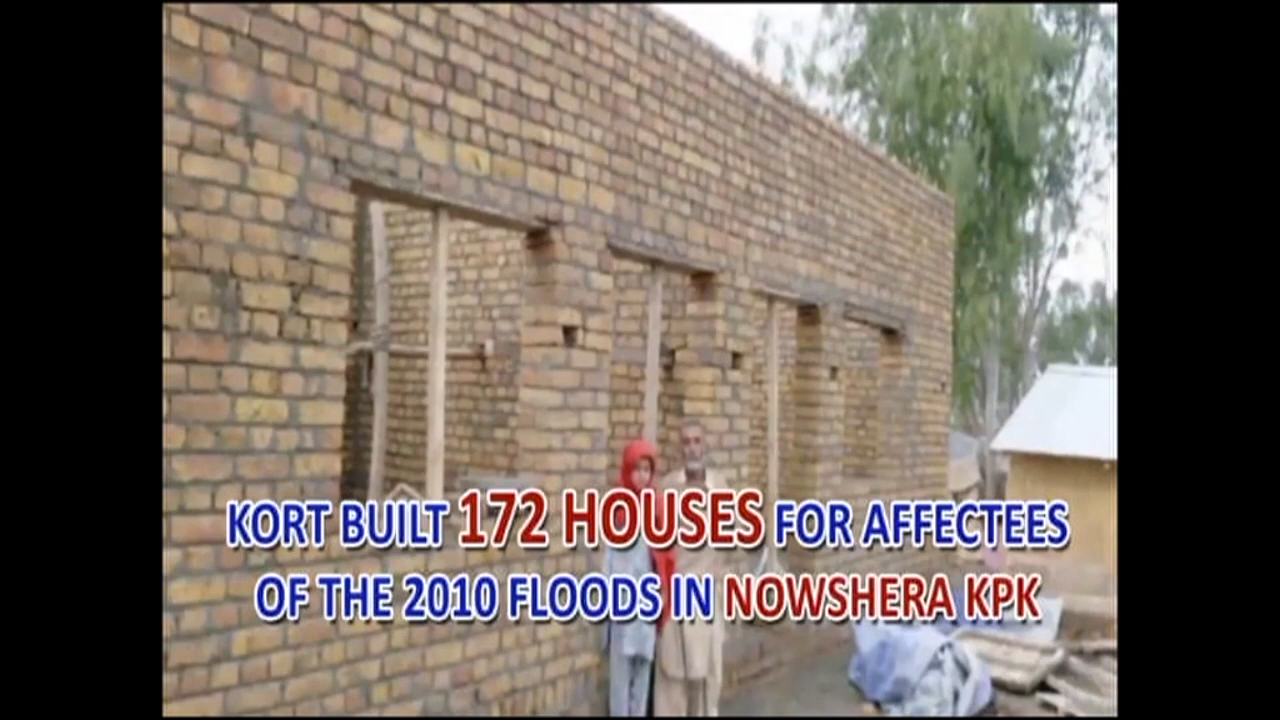 KORT BUILT 172 HOUSES FOR AFFECTEES
OF THE 2010 FLOODS IN NOWSHERA KPK